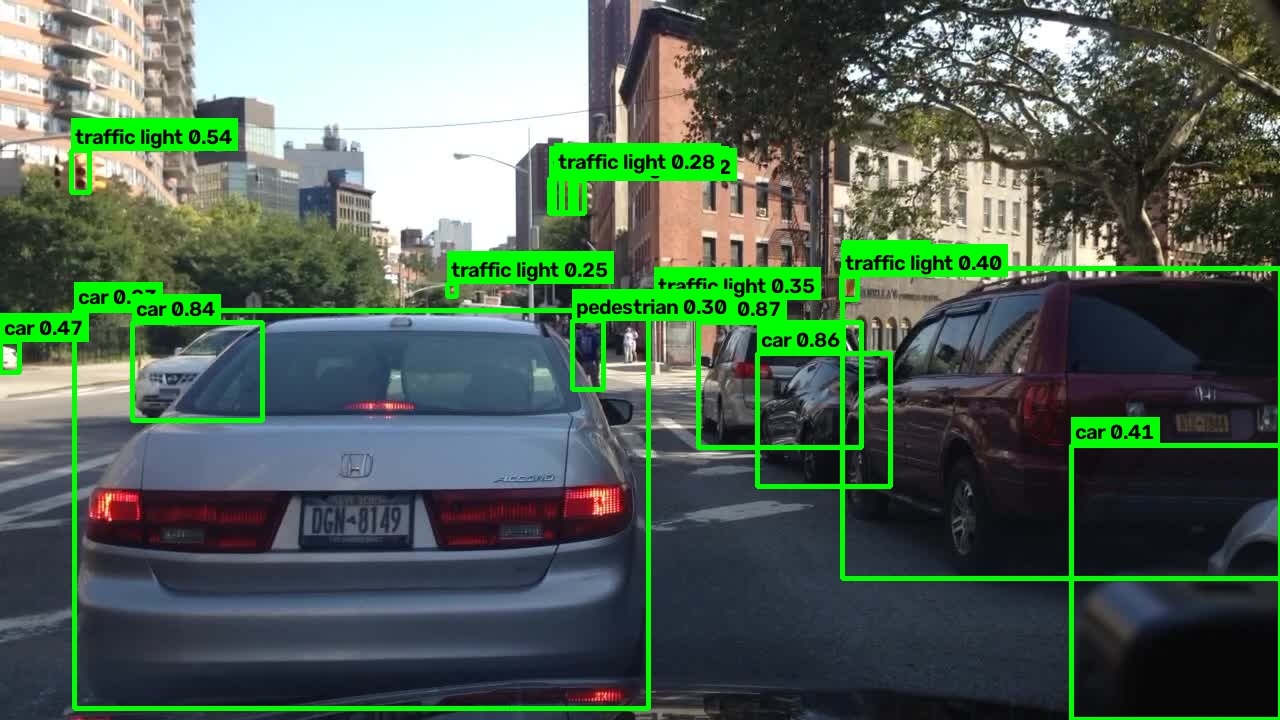 traffic light 0.54
traffic light 0.28
2
traffic light 0.25
traffic light 0.40
traffic light 0.35
car
car 0.84
pedestrian 0.30
0.87
car 0.47
car 0.86
car 0.41
ACCORD
DGN 8149